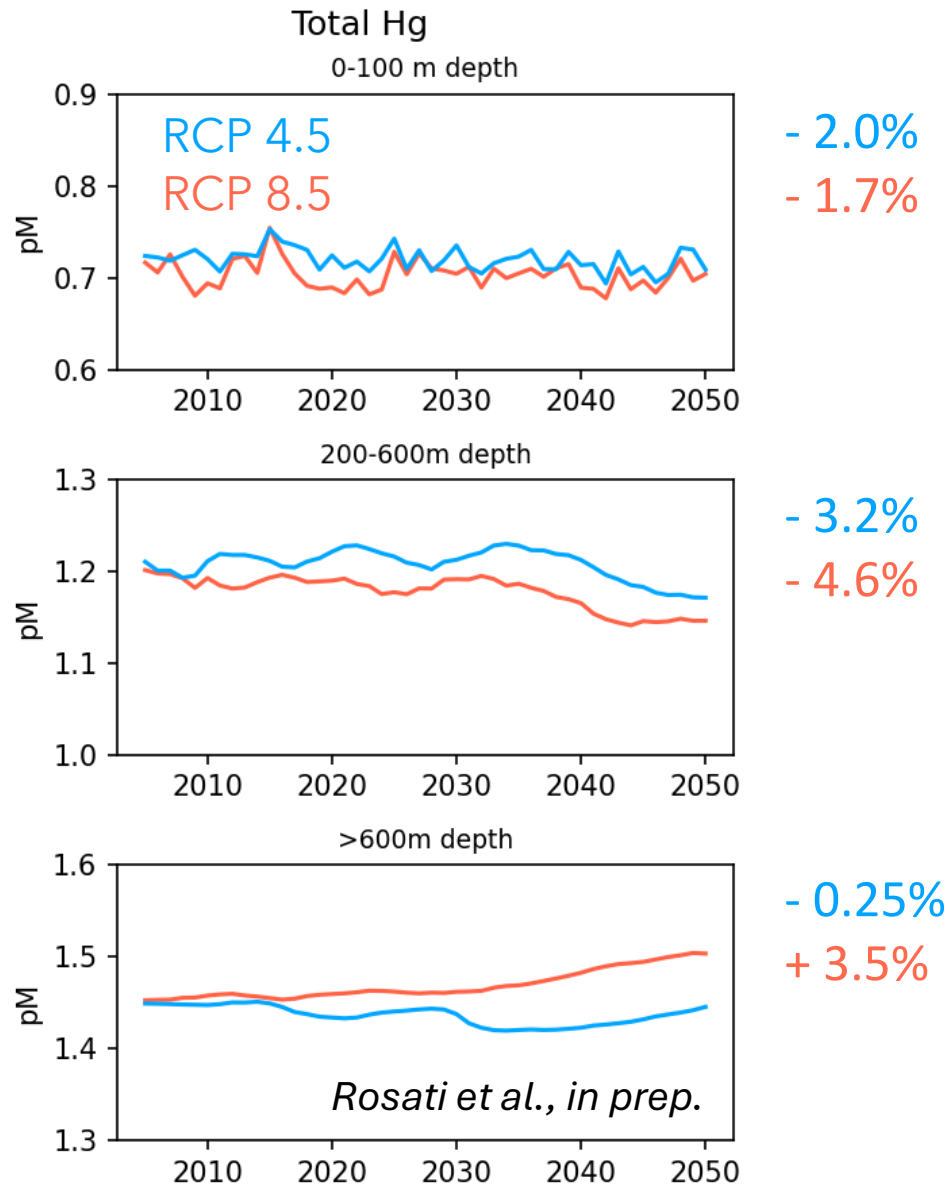 Total Hg
0-100 m depth
0.9
0.8
0.7
0.6
pM
RCP 4.5
RCP 8.5
- 2.0%
- 1.7%
2010 2020 2030 2040 2050
200-600m depth
1.3
1.2
1.1
1.0
pM
- 3.2%
- 4.6%
2010 2020 2030 2040 2050
>600m depth
1.6
1.5
1.4
1.3
pM
- 0.25%
+ 3.5%
Rosati et al., in prep.
2010 2020 2030 2040 2050